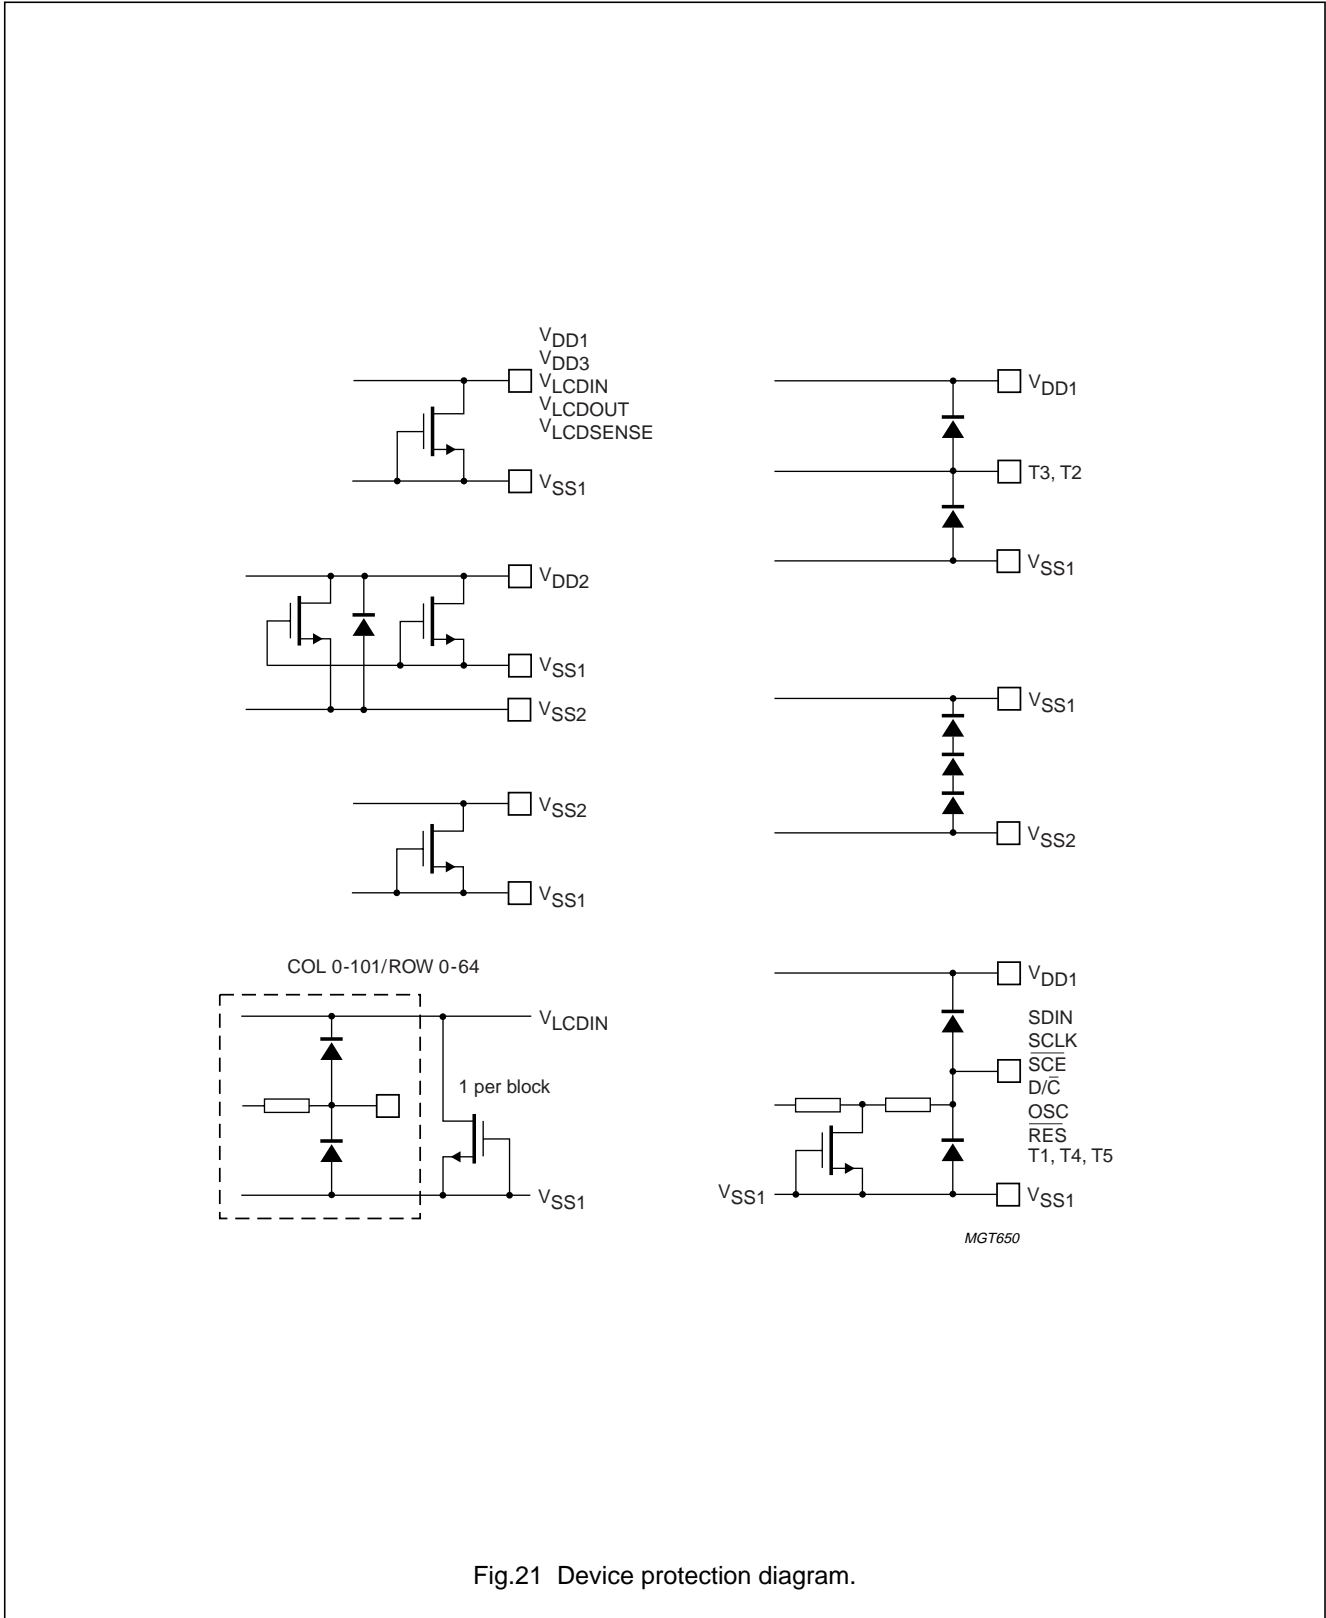 VDD1
VDD3
VLCDIN
VLCDOUT
VLCDSENSE
VSS1
VDD2
VSS1
VSS2
VSS2
VSS1
COL 0-101/ROW 0-64
VLCDIN
1 per block
VSS1
VDD1
T3, T2
VSS1
VSS1
VSS2
VDD1
SDIN
SCLK
S̅C̅E̅
D/C̅
OSC
R̅E̅S̅
T1, T4, T5
VSS1
VSS1
MGT650
Fig.21 Device protection diagram.